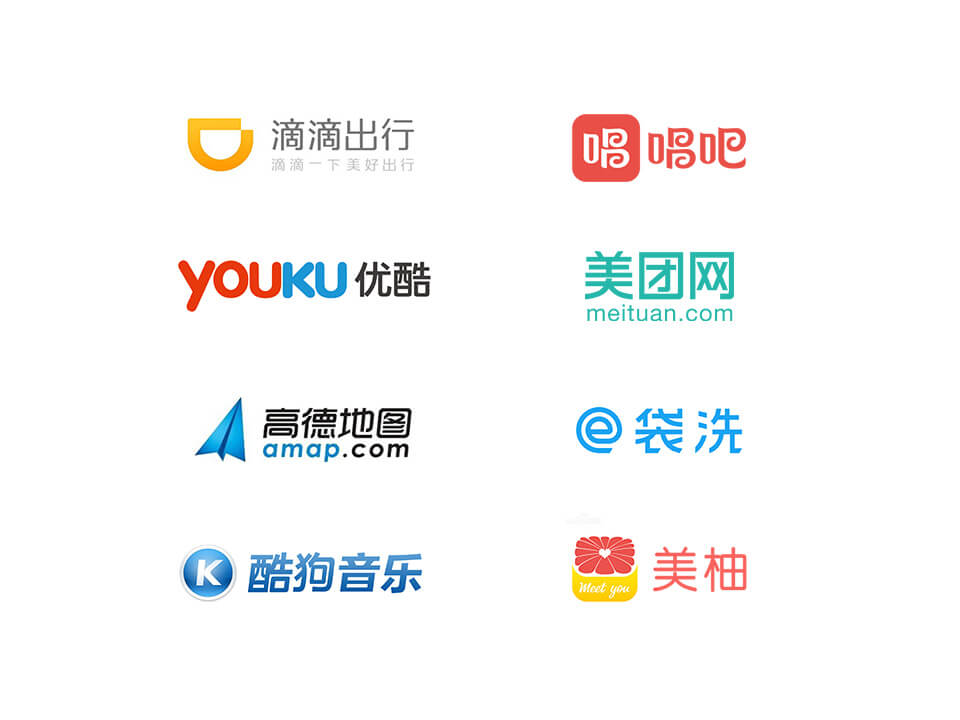 滴滴出行
滴滴一下 美好出行
唱 唱吧
YOUKU 优酷
美团网
meituan.com
高德地图
amap.com
e袋洗
K 酷狗音乐
Meet you
美柚